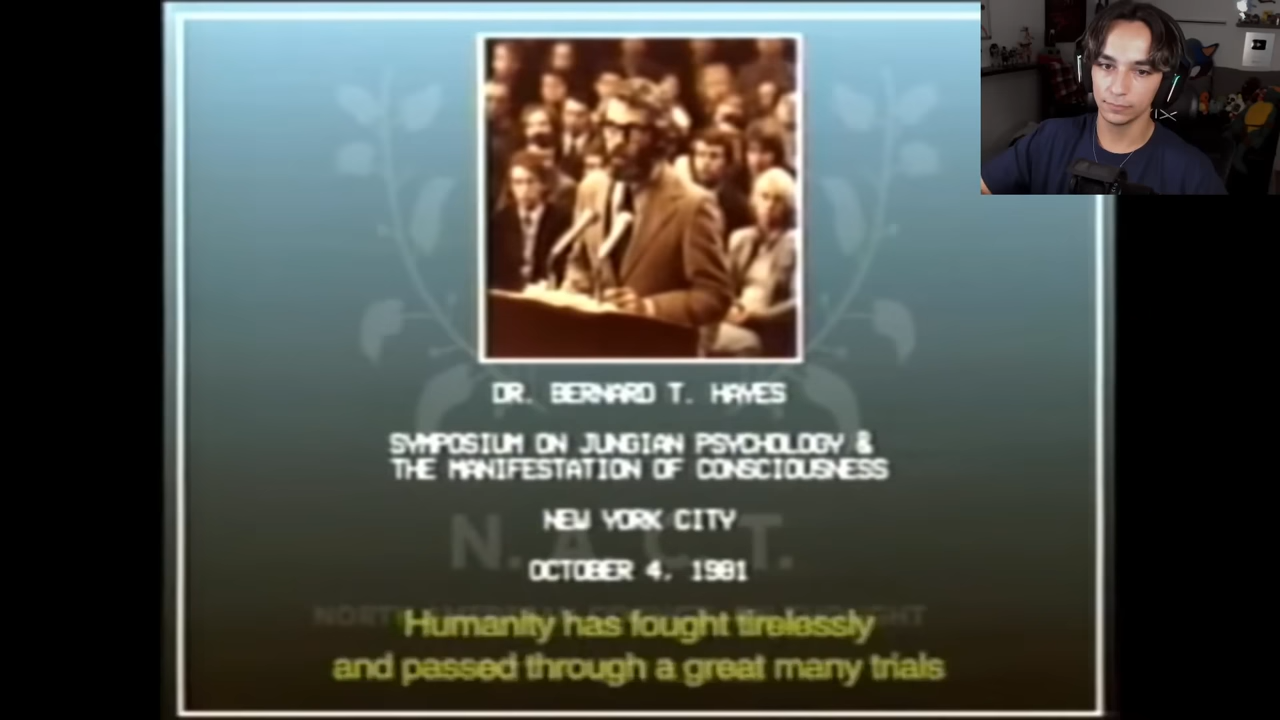 DR. BERNARD T. HAYES
SYMPOSIUM ON JUNGIAN PSYCHOLOGY &
THE MANIFESTATION OF CONSCIOUSNESS
NEW YORK CITY
OCTOBER 4, 1981
N. A. C. T.
Humanity has fought tirelessly
and passed through a great many trials